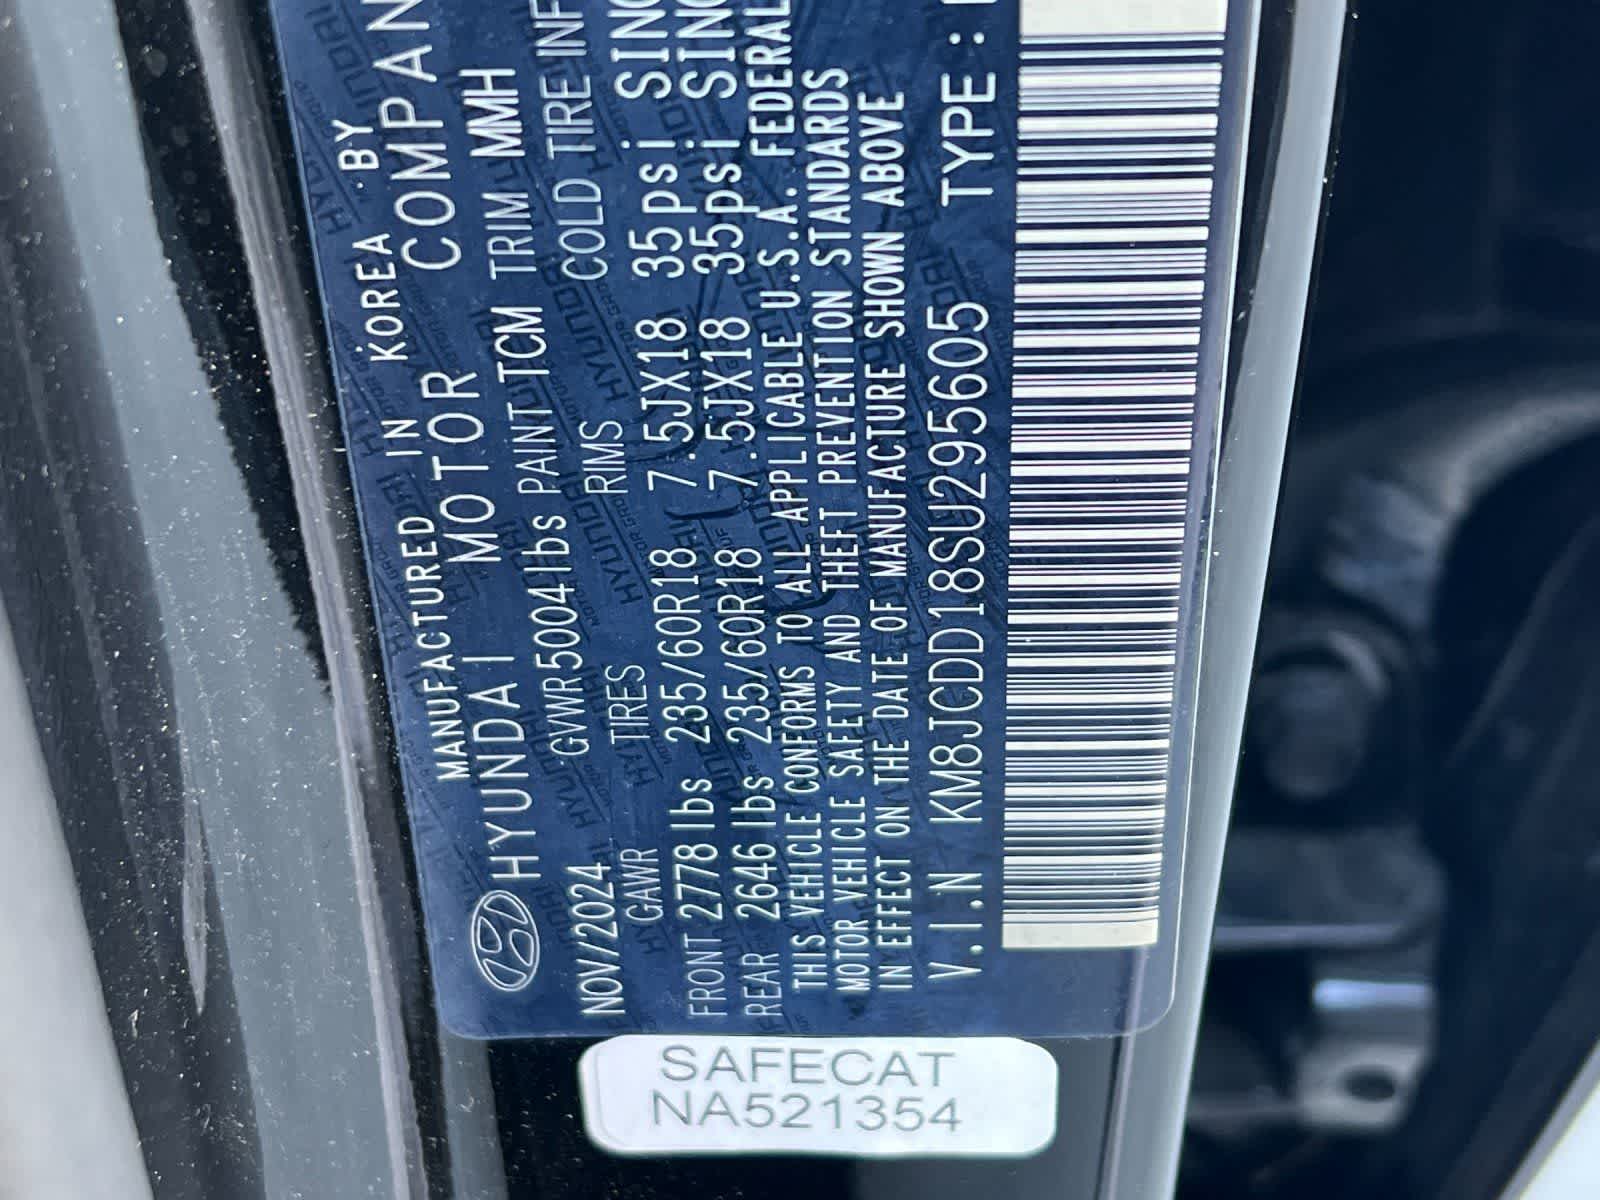 MANUFACTURED IN KOREA BY
HYUNDAI MOTOR COMPAN
NOV/2024 GVWR 5004lbs PAINT TCM TRIM MMH
GAWR TIRES RIMS COLD TIRE INF
FRONT 2778 lbs 235/60R18 7.5JX18 35psi SING
REAR 2646 lbs 235/60R18 7.5JX18 35psi SING
THIS VEHICLE CONFORMS TO ALL APPLICABLE U.S.A. FEDERAL
MOTOR VEHICLE SAFETY AND THEFT PREVENTION STANDARDS
IN EFFECT ON THE DATE OF MANUFACTURE SHOWN ABOVE
V.I.N KM8JCDD18SU295605 TYPE :
SAFECAT
NA521354